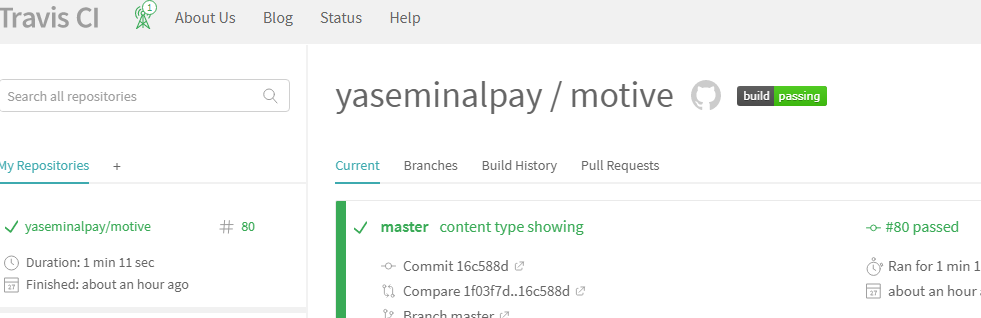 Travis CI 1 About Us Blog Status Help
Search all repositories
yaseminalpay / motive build passing
My Repositories +
Current Branches Build History Pull Requests
yaseminalpay/motive # 80
Duration: 1 min 11 sec
27 Finished: about an hour ago
master content type showing #80 passed
Commit 16c588d Ran for 1 min 1
Compare 1f03f7d..16c588d 27 about an hour
Branch master